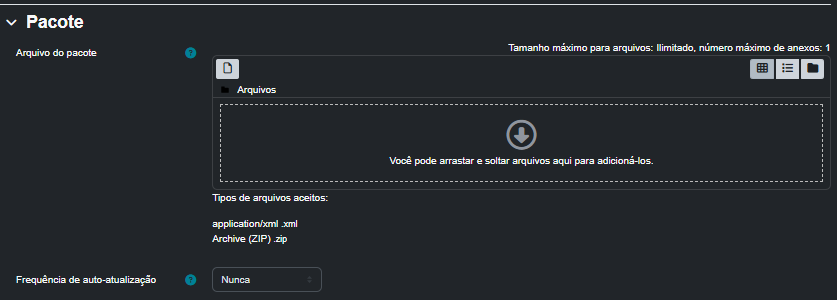 Pacote
Arquivo do pacote
?
Tamanho máximo para arquivos: Ilimitado, número máximo de anexos: 1
Arquivos
Você pode arrastar e soltar arquivos aqui para adicioná-los.
Tipos de arquivos aceitos:
application/xml .xml
Archive (ZIP) .zip
Frequência de auto-atualização
?
Nunca